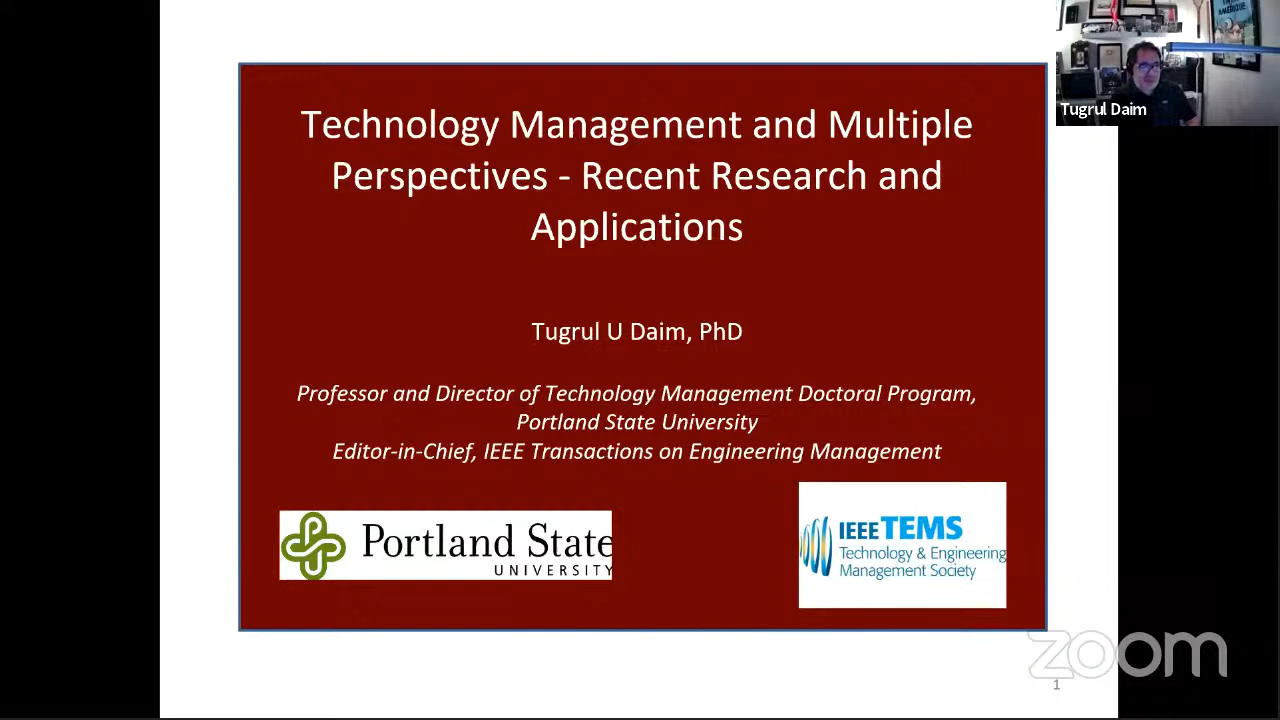 Technology Management and Multiple
Perspectives - Recent Research and
Applications
Tugrul U Daim, PhD
Professor and Director of Technology Management Doctoral Program,
Portland State University
Editor-in-Chief, IEEE Transactions on Engineering Management
Portland State
UNIVERSITY
IEEE TEMS
Technology & Engineering
Management Society
Tugrul Daim
zoom
1